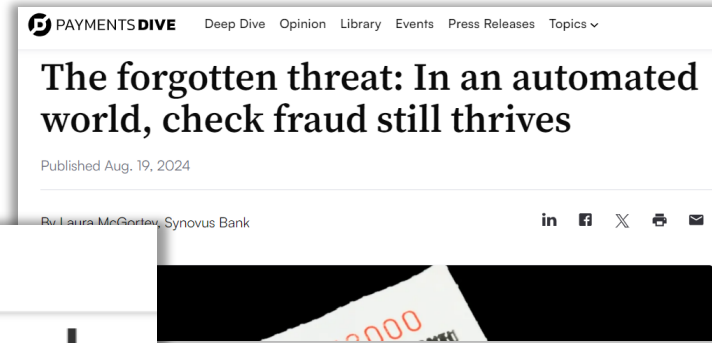 PAYMENTS DIVE Deep Dive Opinion Library Events Press Releases Topics
The forgotten threat: In an automated
world, check fraud still thrives
Published Aug. 19, 2024
By Laura McGortey, Synovus Bank
000